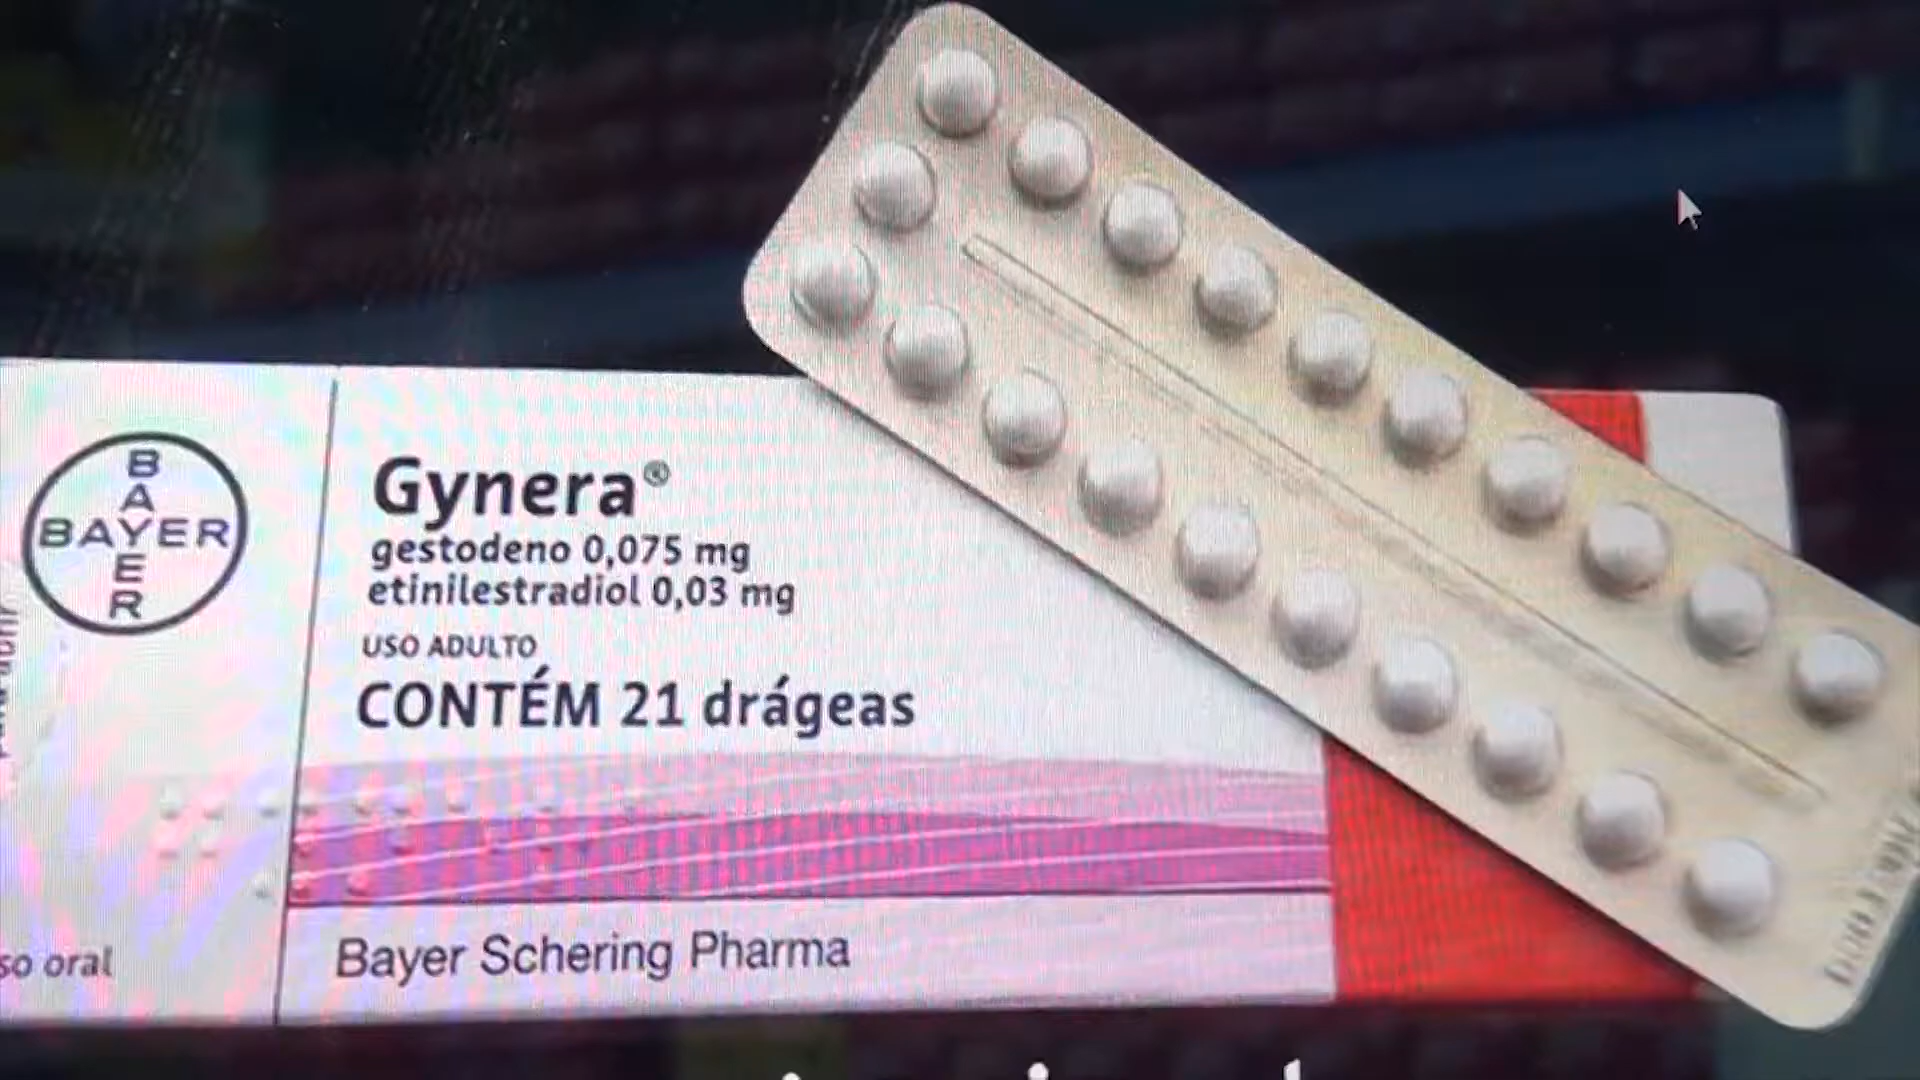 BAYER
BAYER
Gynera®
gestodeno 0,075 mg
etinilestradiol 0,03 mg
USO ADULTO
CONTÉM 21 drágeas
Bayer Schering Pharma
so oral